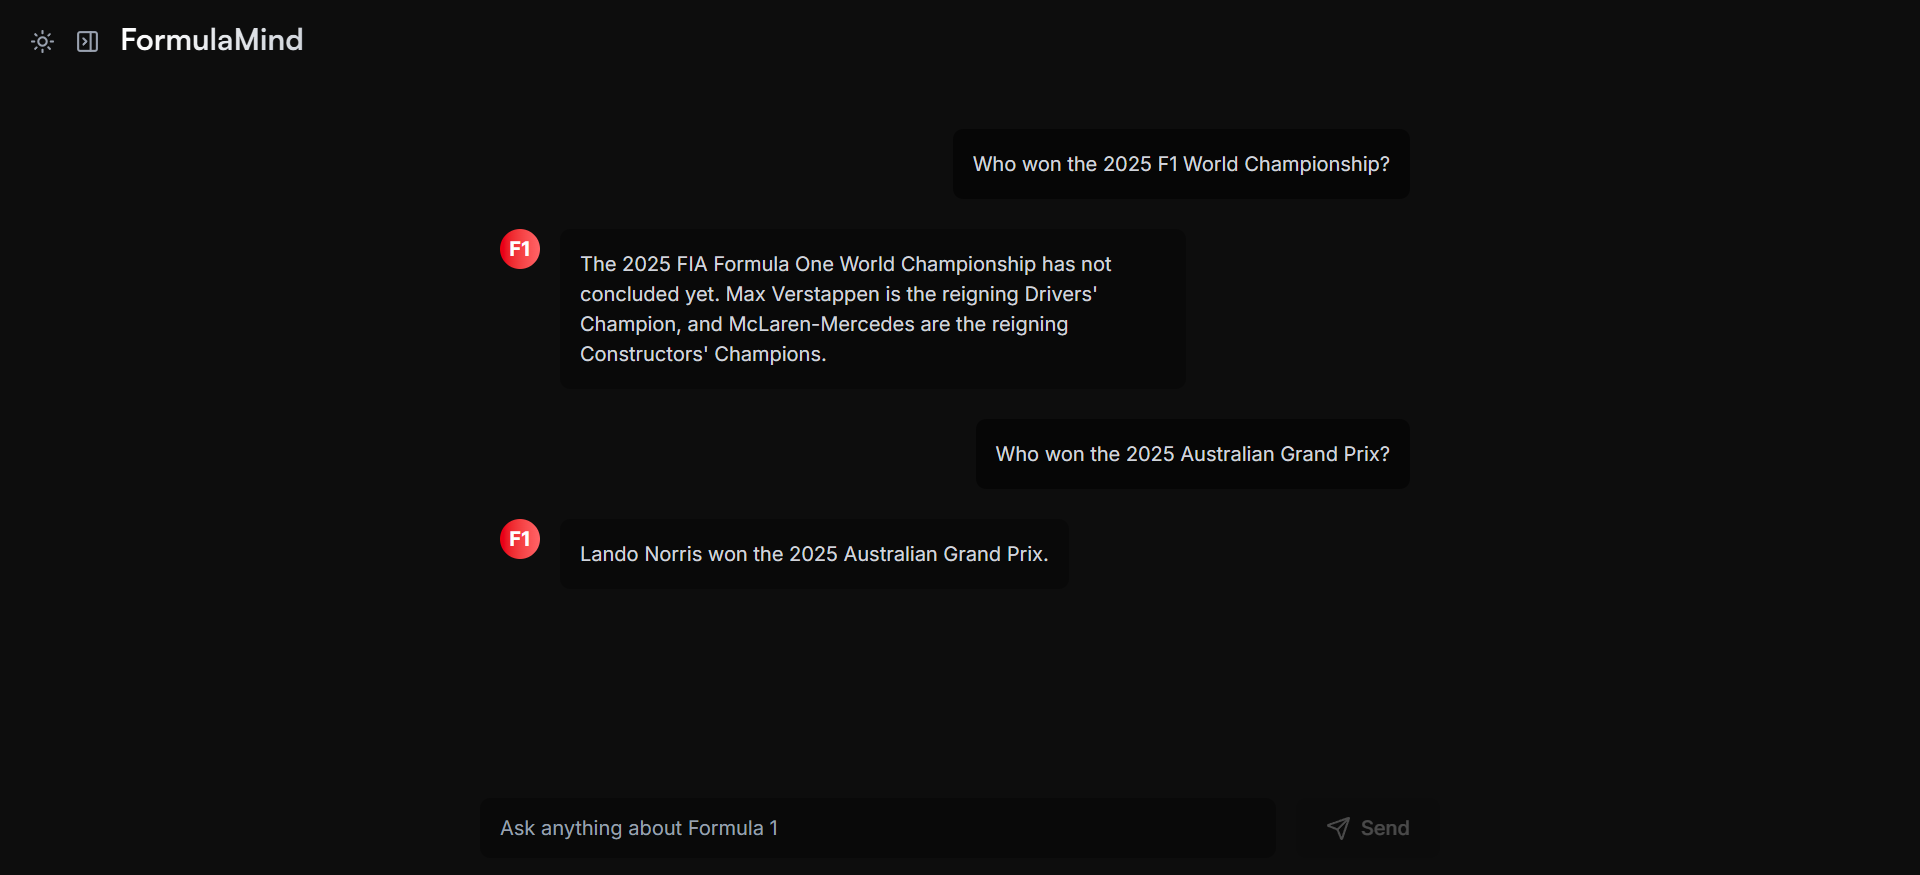 FormulaMind
Who won the 2025 F1 World Championship?
F1
The 2025 FIA Formula One World Championship has not
concluded yet. Max Verstappen is the reigning Drivers'
Champion, and McLaren-Mercedes are the reigning
Constructors' Champions.
Who won the 2025 Australian Grand Prix?
F1
Lando Norris won the 2025 Australian Grand Prix.
Ask anything about Formula 1
Send